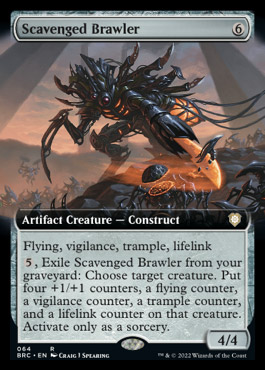 Scavenged Brawler 6
Artifact Creature — Construct
Flying, vigilance, trample, lifelink
5, Exile Scavenged Brawler from your
graveyard: Choose target creature. Put
four +1/+1 counters, a flying counter,
a vigilance counter, a trample counter,
and a lifelink counter on that creature.
Activate only as a sorcery.
4/4
064 R
BRC • EN CRAIG J SPEARING ™ & © 2022 Wizards of the Coast